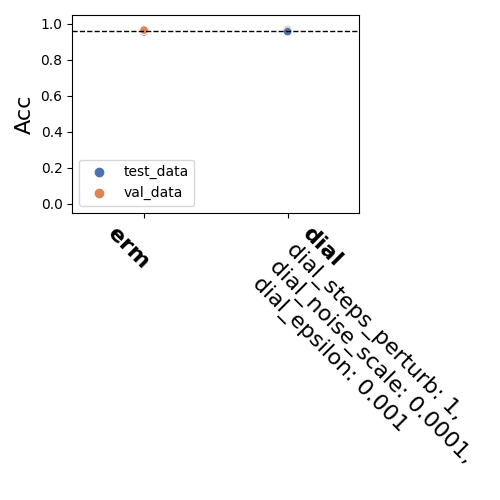 1.0
0.8
0.6
0.4
0.2
0.0
Acc
test_data
val_data
erm
dial
dial_steps_perturb: 1,
dial_noise_scale: 0.0001,
dial_epsilon: 0.001